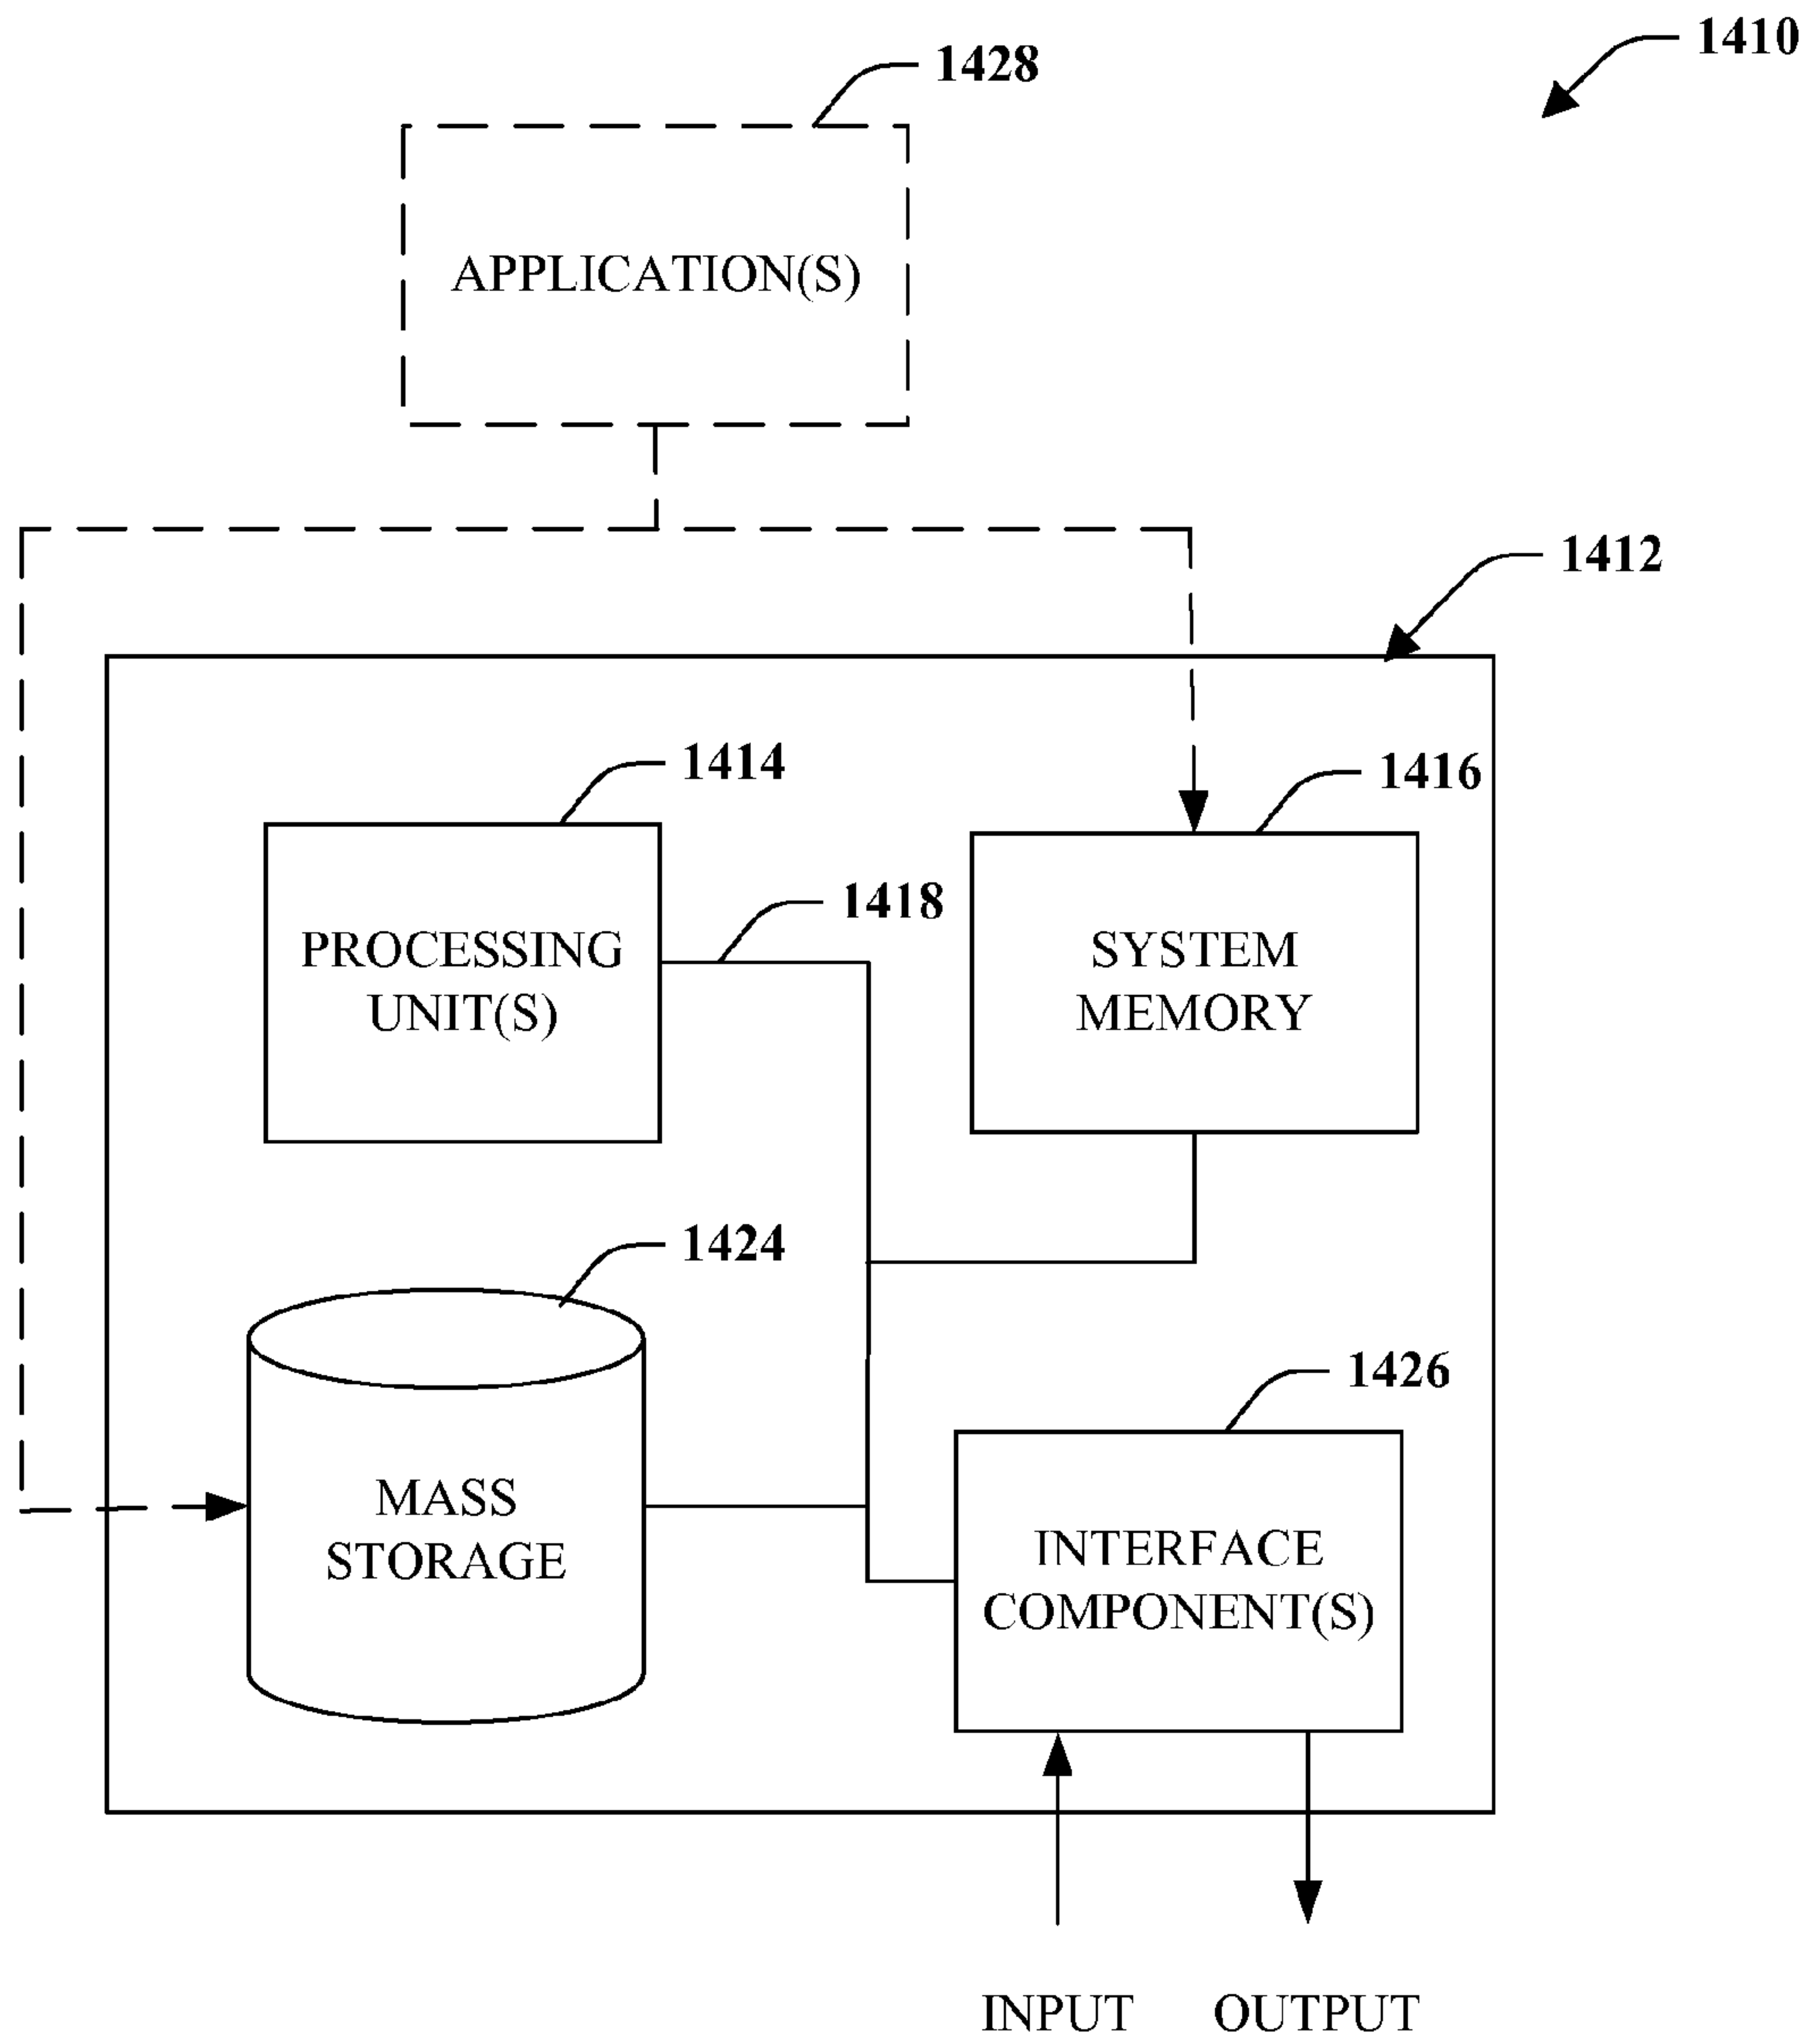 1410
1428
APPLICATION(S)
1412
1414
1416
1418
PROCESSING
UNIT(S)
SYSTEM
MEMORY
1424
1426
MASS
STORAGE
INTERFACE
COMPONENT(S)
INPUT
OUTPUT